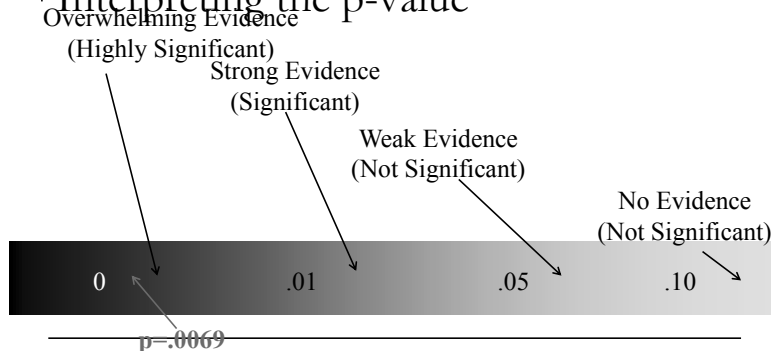 Interpreting the p-value
Overwhelming Evidence
(Highly Significant)
Strong Evidence
(Significant)
Weak Evidence
(Not Significant)
No Evidence
(Not Significant)
0 .01 .05 .10
p=.0069